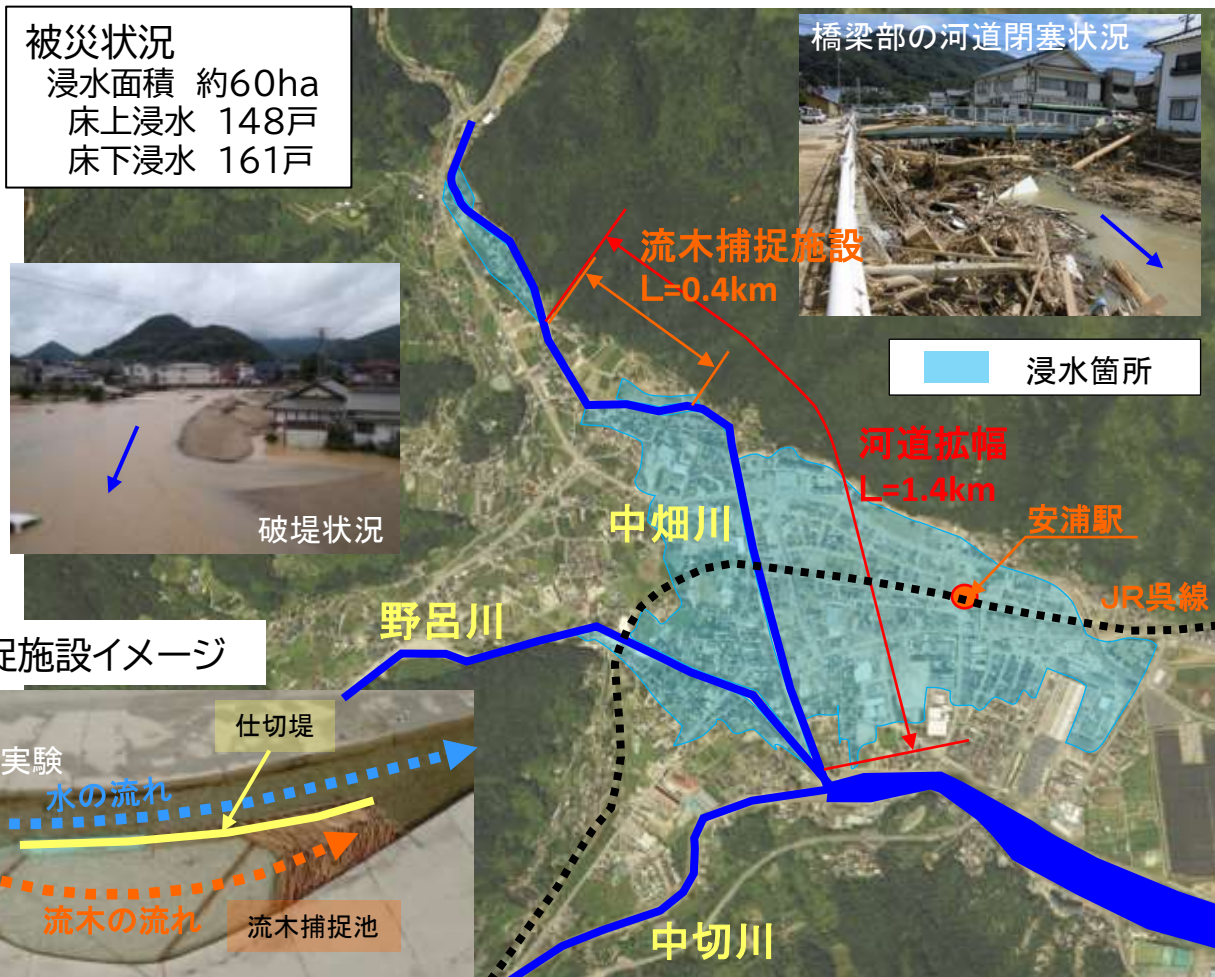 被災状況
浸水面積 約60ha
床上浸水 148戸
床下浸水 161戸
橋梁部の河道閉塞状況
流木捕捉施設
L=0.4km
浸水箇所
破堤状況
河道拡幅
L=1.4km
中畑川
安浦駅
JR呉線
野呂川
捉施設イメージ
実験
仕切堤
水の流れ
流木の流れ
流木捕捉池
中切川